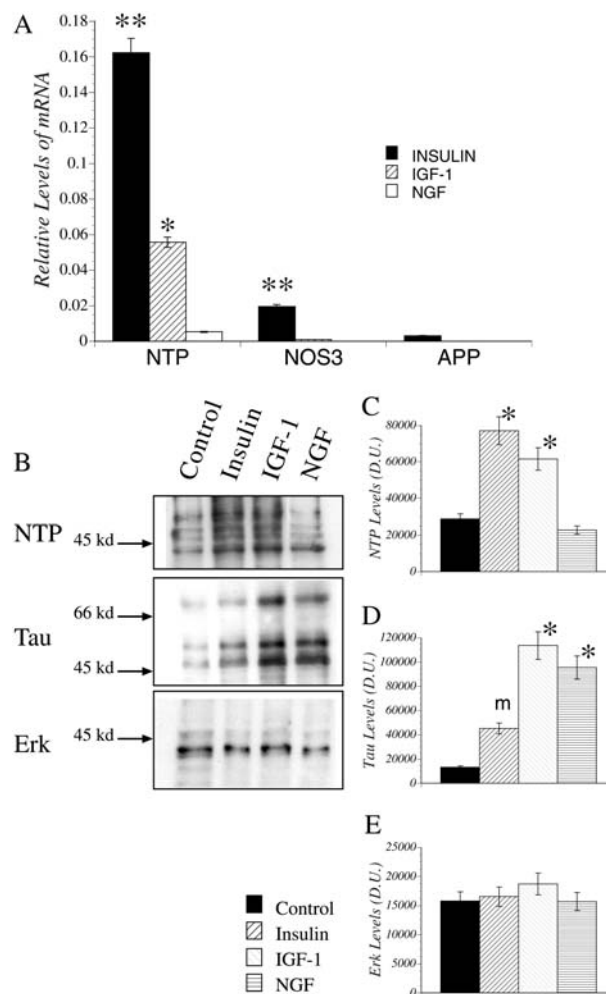 A
Relative Levels of mRNA
0.18
0.16
0.14
0.12
0.1
0.08
0.06
0.04
0.02
0
**
*
**
INSULIN
IGF-1
NGF
NTP NOS3 APP
B
Control Insulin IGF-1 NGF
NTP
45 kd
Tau
66 kd
45 kd
Erk
45 kd
C
NTP Levels (D.U.)
80000
60000
40000
20000
0
*
*
D
Tau Levels (D.U.)
120000
100000
80000
60000
40000
20000
0
m
*
*
E
Erk Levels (D.U.)
25000
20000
15000
10000
5000
0
Control
Insulin
IGF-1
NGF